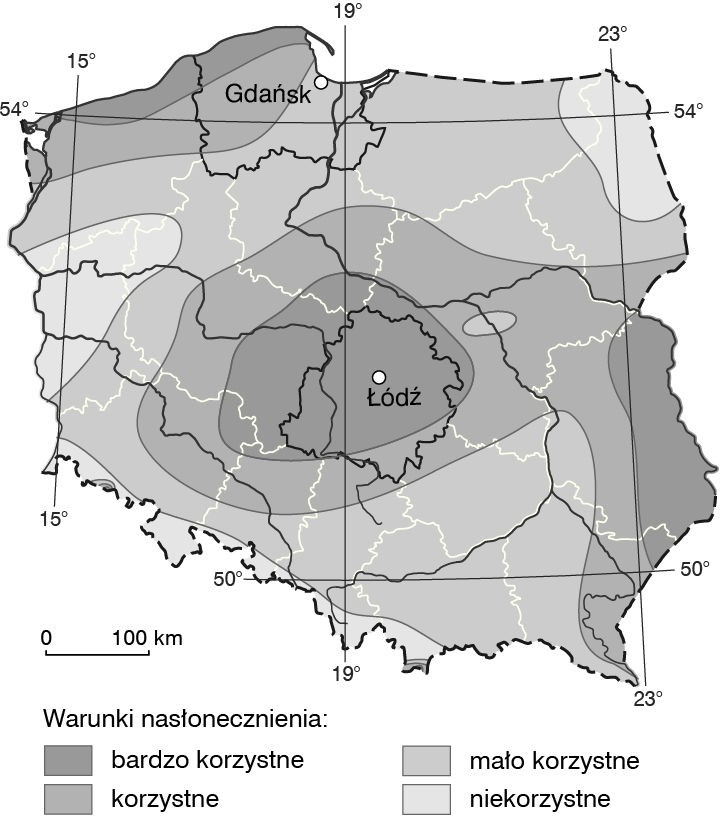 19°
15°
23°
Gdańsk
54°
54°
Łódź
15°
50°
50°
0 100 km
19°
23°
Warunki nasłonecznienia:
bardzo korzystne
mało korzystne
korzystne
niekorzystne